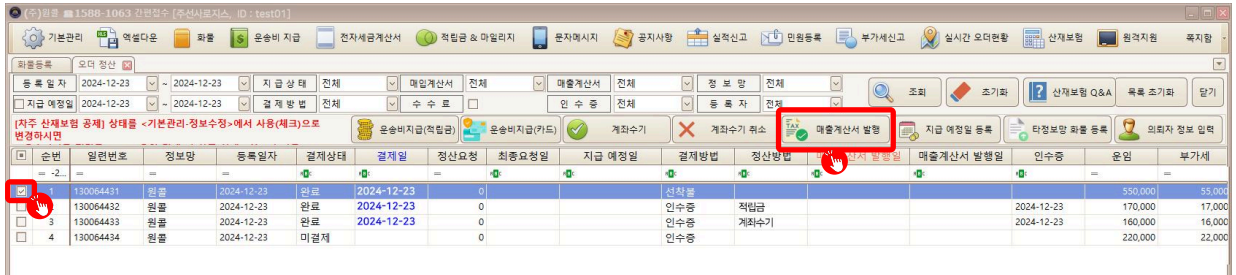 (주)원콜 ☎1588-1063 간편접수 [주선사로지스, ID : test01]
기본관리 엑셀다운 화물 운송비 지급 전자세금계산서 적립금 & 마일리지 문자메시지 공지사항 실적신고 민원등록 부가세신고 실시간 오더현황 산재보험 원격지원 쪽지함
화물등록 오더 정산
등록일자 2024-12-23 ~ 2024-12-23 지급상태 전체 매입계산서 전체 매출계산서 전체 정보망 전체
지급 예정일 2024-12-23 ~ 2024-12-23 결제방법 전체 수수료 인수증 전체 등록자 전체
조회 초기화 산재보험 Q&A 목록 초기화 닫기
[차주 산재보험 공제] 상태를 <기본관리-정보수정>에서 사용(체크)으로
변경하시면
운송비지급(적립금) 운송비지급(카드) 계좌수기 계좌수기 취소 매출계산서 발행 지급 예정일 등록 타정보망 화물 등록 의뢰자 정보 입력
순번 일련번호 정보망 등록일자 결제상태 결제일 정산요청 최종요청일 지급 예정일 결제방법 정산방법 발행일 매출계산서 발행일 인수증 운임 부가세
= -2... = = = = =
1 130064431 원콜 2024-12-23 완료 2024-12-23 0 선착불 550,000 55,000
130064432 원콜 2024-12-23 완료 2024-12-23 0 인수증 적립금 2024-12-23 170,000 17,000
3 130064433 원콜 2024-12-23 완료 2024-12-23 0 인수증 계좌수기 2024-12-23 160,000 16,000
4 130064434 원콜 2024-12-23 미결제 0 인수증 220,000 22,000